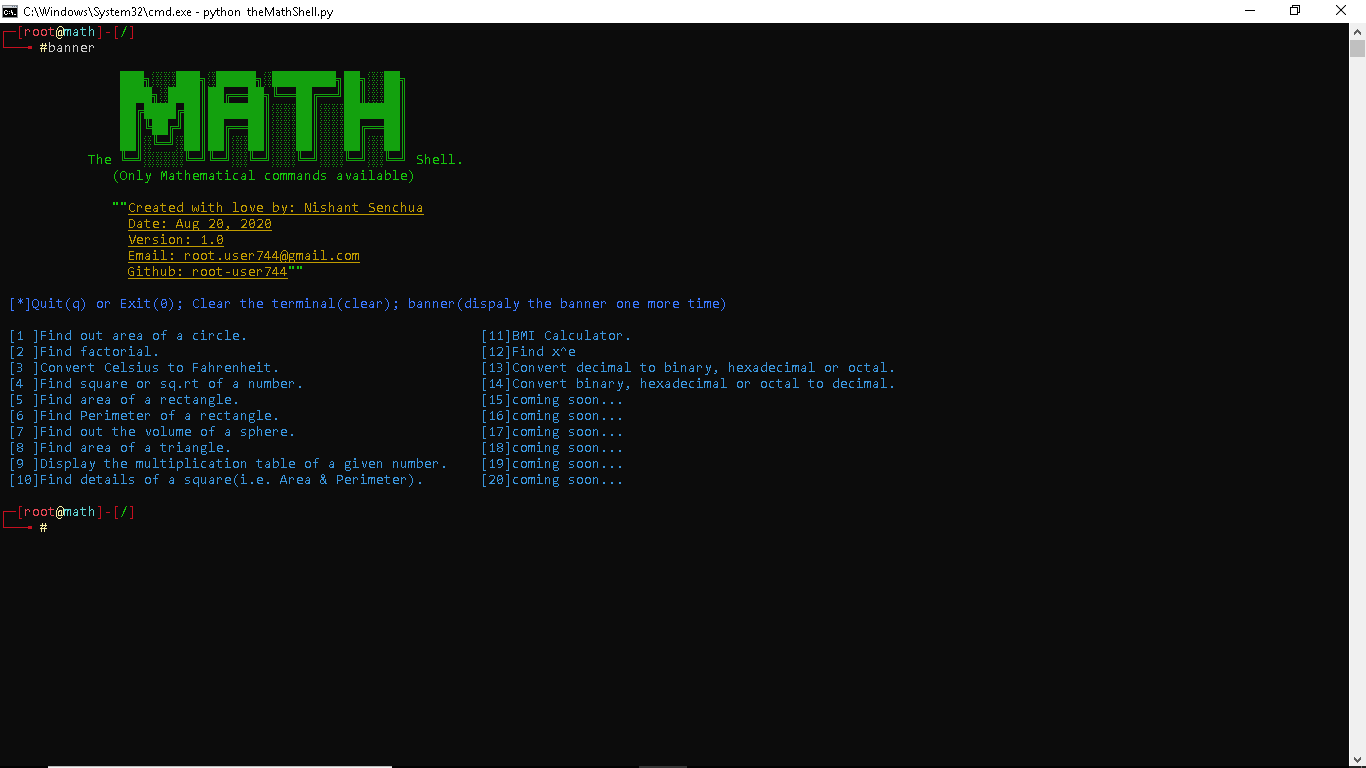 C:\Windows\System32\cmd.exe - python theMathShell.py
[root@math]-[/]
#banner
MATH
The Shell.
(Only Mathematical commands available)
""Created with love by: Nishant Senchua
Date: Aug 20, 2020
Version: 1.0
Email: root.user744@gmail.com
Github: root-user744""
[*]Quit(q) or Exit(0); Clear the terminal(clear); banner(dispaly the banner one more time)
[1 ]Find out area of a circle. [11]BMI Calculator.
[2 ]Find factorial. [12]Find x^e
[3 ]Convert Celsius to Fahrenheit. [13]Convert decimal to binary, hexadecimal or octal.
[4 ]Find square or sq.rt of a number. [14]Convert binary, hexadecimal or octal to decimal.
[5 ]Find area of a rectangle. [15]coming soon...
[6 ]Find Perimeter of a rectangle. [16]coming soon...
[7 ]Find out the volume of a sphere. [17]coming soon...
[8 ]Find area of a triangle. [18]coming soon...
[9 ]Display the multiplication table of a given number. [19]coming soon...
[10]Find details of a square(i.e. Area & Perimeter). [20]coming soon...
[root@math]-[/]
#